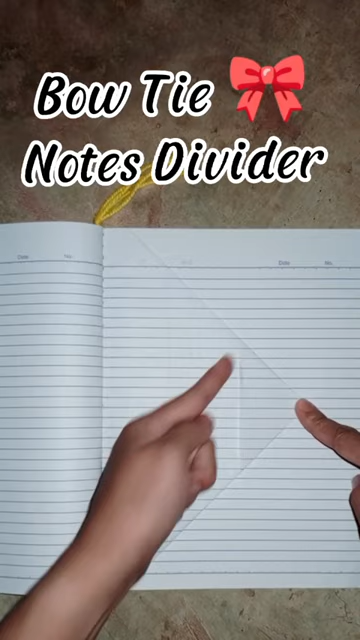 Bow Tie 🎀
Notes Divider
Date No.
Date No.